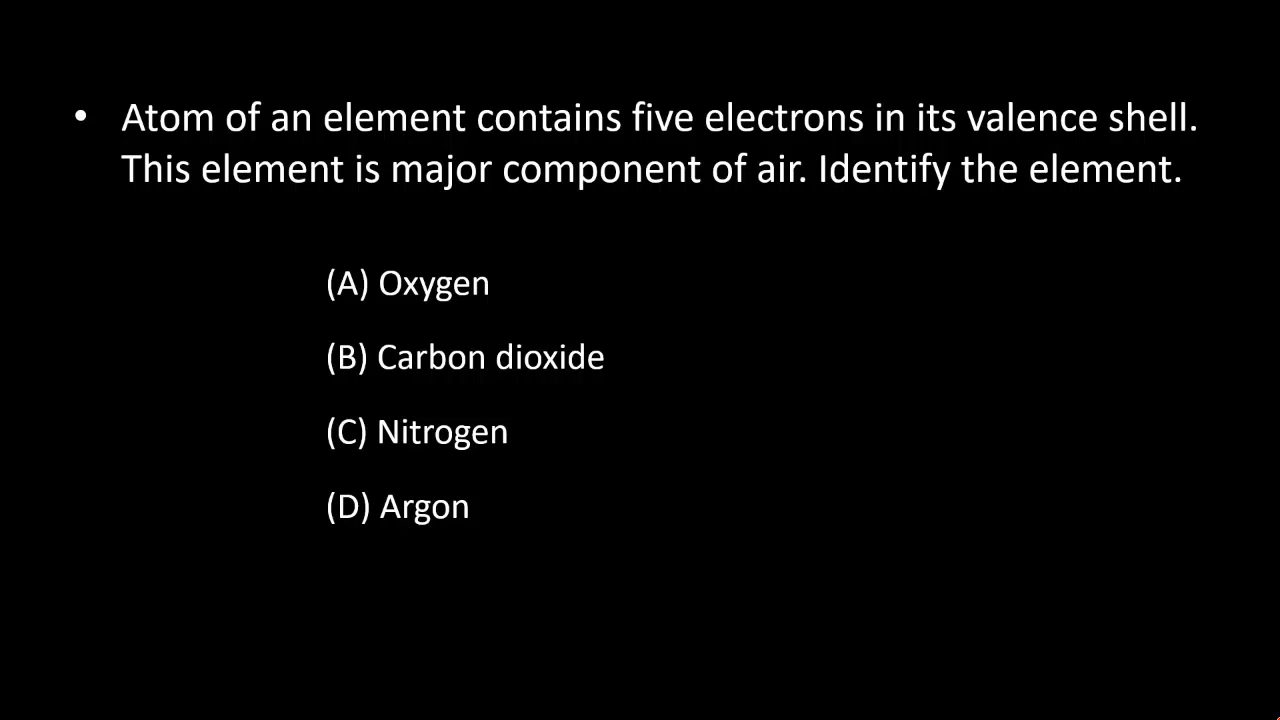 • Atom of an element contains five electrons in its valence shell.
This element is major component of air. Identify the element.
(A) Oxygen
(B) Carbon dioxide
(C) Nitrogen
(D) Argon